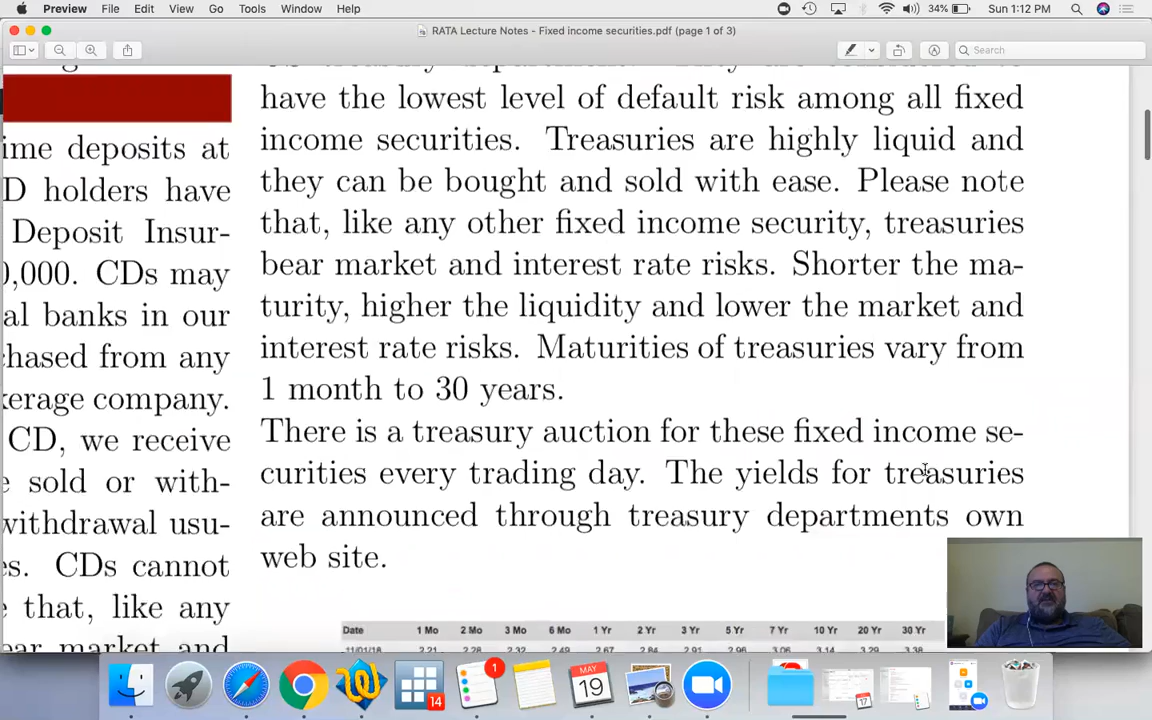 Preview File Edit View Go Tools Window Help 34% Sun 1:12 PM
RATA Lecture Notes - Fixed income securities.pdf (page 1 of 3)
Search
have the lowest level of default risk among all fixed
income securities. Treasuries are highly liquid and
they can be bought and sold with ease. Please note
that, like any other fixed income security, treasuries
bear market and interest rate risks. Shorter the ma-
turity, higher the liquidity and lower the market and
interest rate risks. Maturities of treasuries vary from
1 month to 30 years.
There is a treasury auction for these fixed income se-
curities every trading day. The yields for treasuries
are announced through treasury departments own
web site.
Date 1 Mo 2 Mo 3 Mo 6 Mo 1 Yr 2 Yr 3 Yr 5 Yr 7 Yr 10 Yr 20 Yr 30 Yr
ime deposits at
D holders have
Deposit Insur-
0,000. CDs may
al banks in our
chased from any
kerage company.
CD, we receive
e sold or with-
withdrawal usu-
es. CDs cannot
e that, like any
ear market and
14
1
MAY
19
17